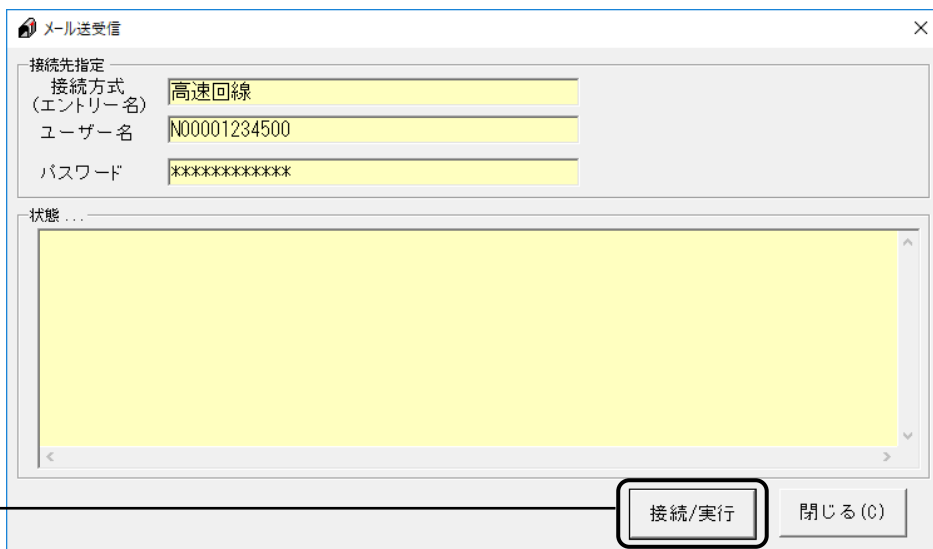 メール送受信
接続先指定
接続方式
(エントリー名)
高速回線
ユーザー名
N00001234500
パスワード
************
状態 ...
接続/実行
閉じる(C)